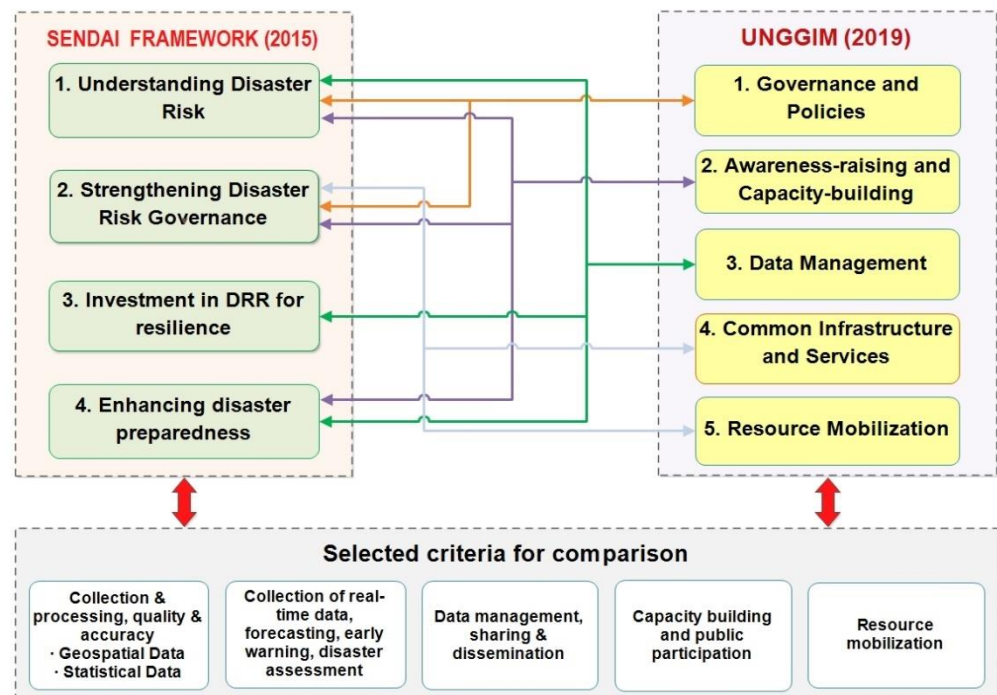 SENDAI FRAMEWORK (2015)
1. Understanding Disaster
Risk
2. Strengthening Disaster
Risk Governance
3. Investment in DRR for
resilience
4. Enhancing disaster
preparedness
UNGGIM (2019)
1. Governance and
Policies
2. Awareness-raising and
Capacity-building
3. Data Management
4. Common Infrastructure
and Services
5. Resource Mobilization
Selected criteria for comparison
Collection &
processing, quality &
accuracy
· Geospatial Data
· Statistical Data
Collection of real-
time data,
forecasting, early
warning, disaster
assessment
Data management,
sharing &
dissemination
Capacity building
and public
participation
Resource
mobilization